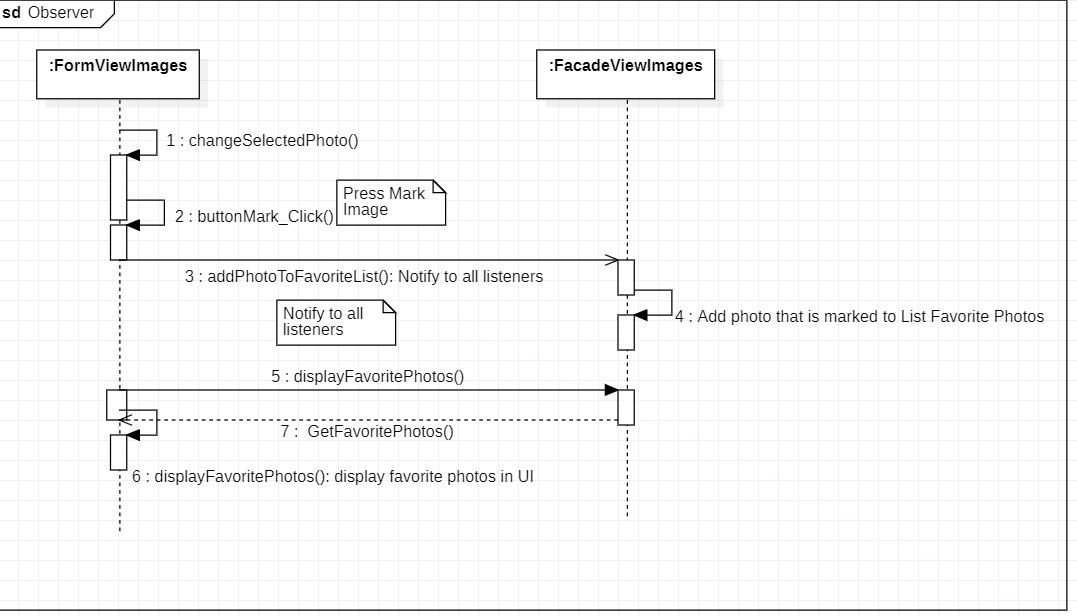 sd Observer
:FormViewImages
:FacadeViewImages
1 : changeSelectedPhoto()
Press Mark
Image
2 : buttonMark_Click()
3 : addPhotoToFavoriteList(): Notify to all listeners
Notify to all
listeners
4 : Add photo that is marked to List Favorite Photos
5 : displayFavoritePhotos()
7 :  GetFavoritePhotos()
6 : displayFavoritePhotos(): display favorite photos in UI